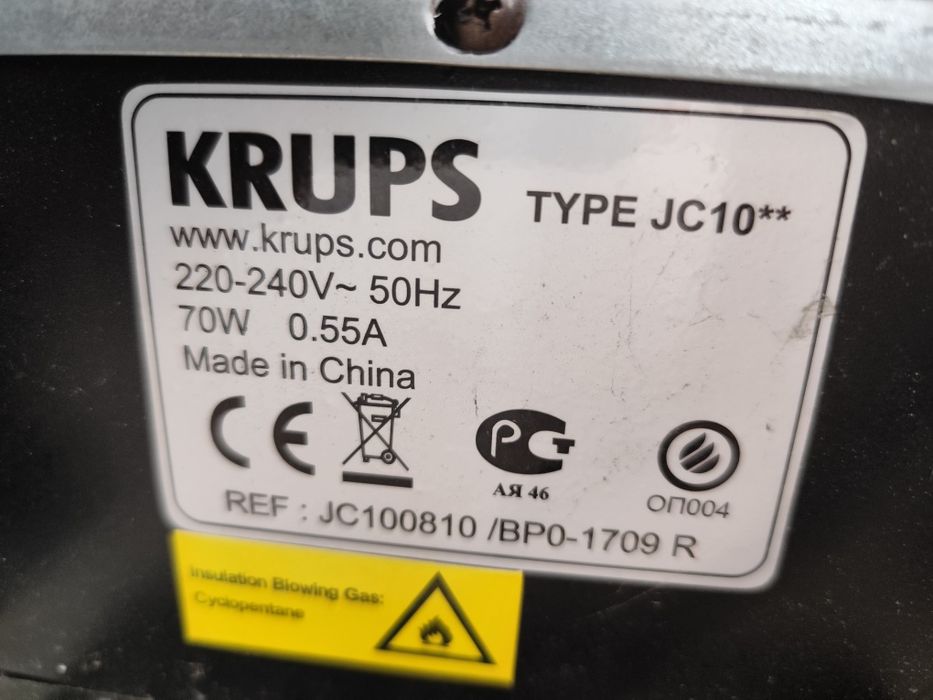 KRUPS
TYPE JC10**
www.krups.com
220-240V~ 50Hz
70W 0.55A
Made in China
CE
РСТ
АЯ 46
ОП004
REF : JC100810 /BP0-1709 R
Insulation Blowing Gas:
Cyclopentane